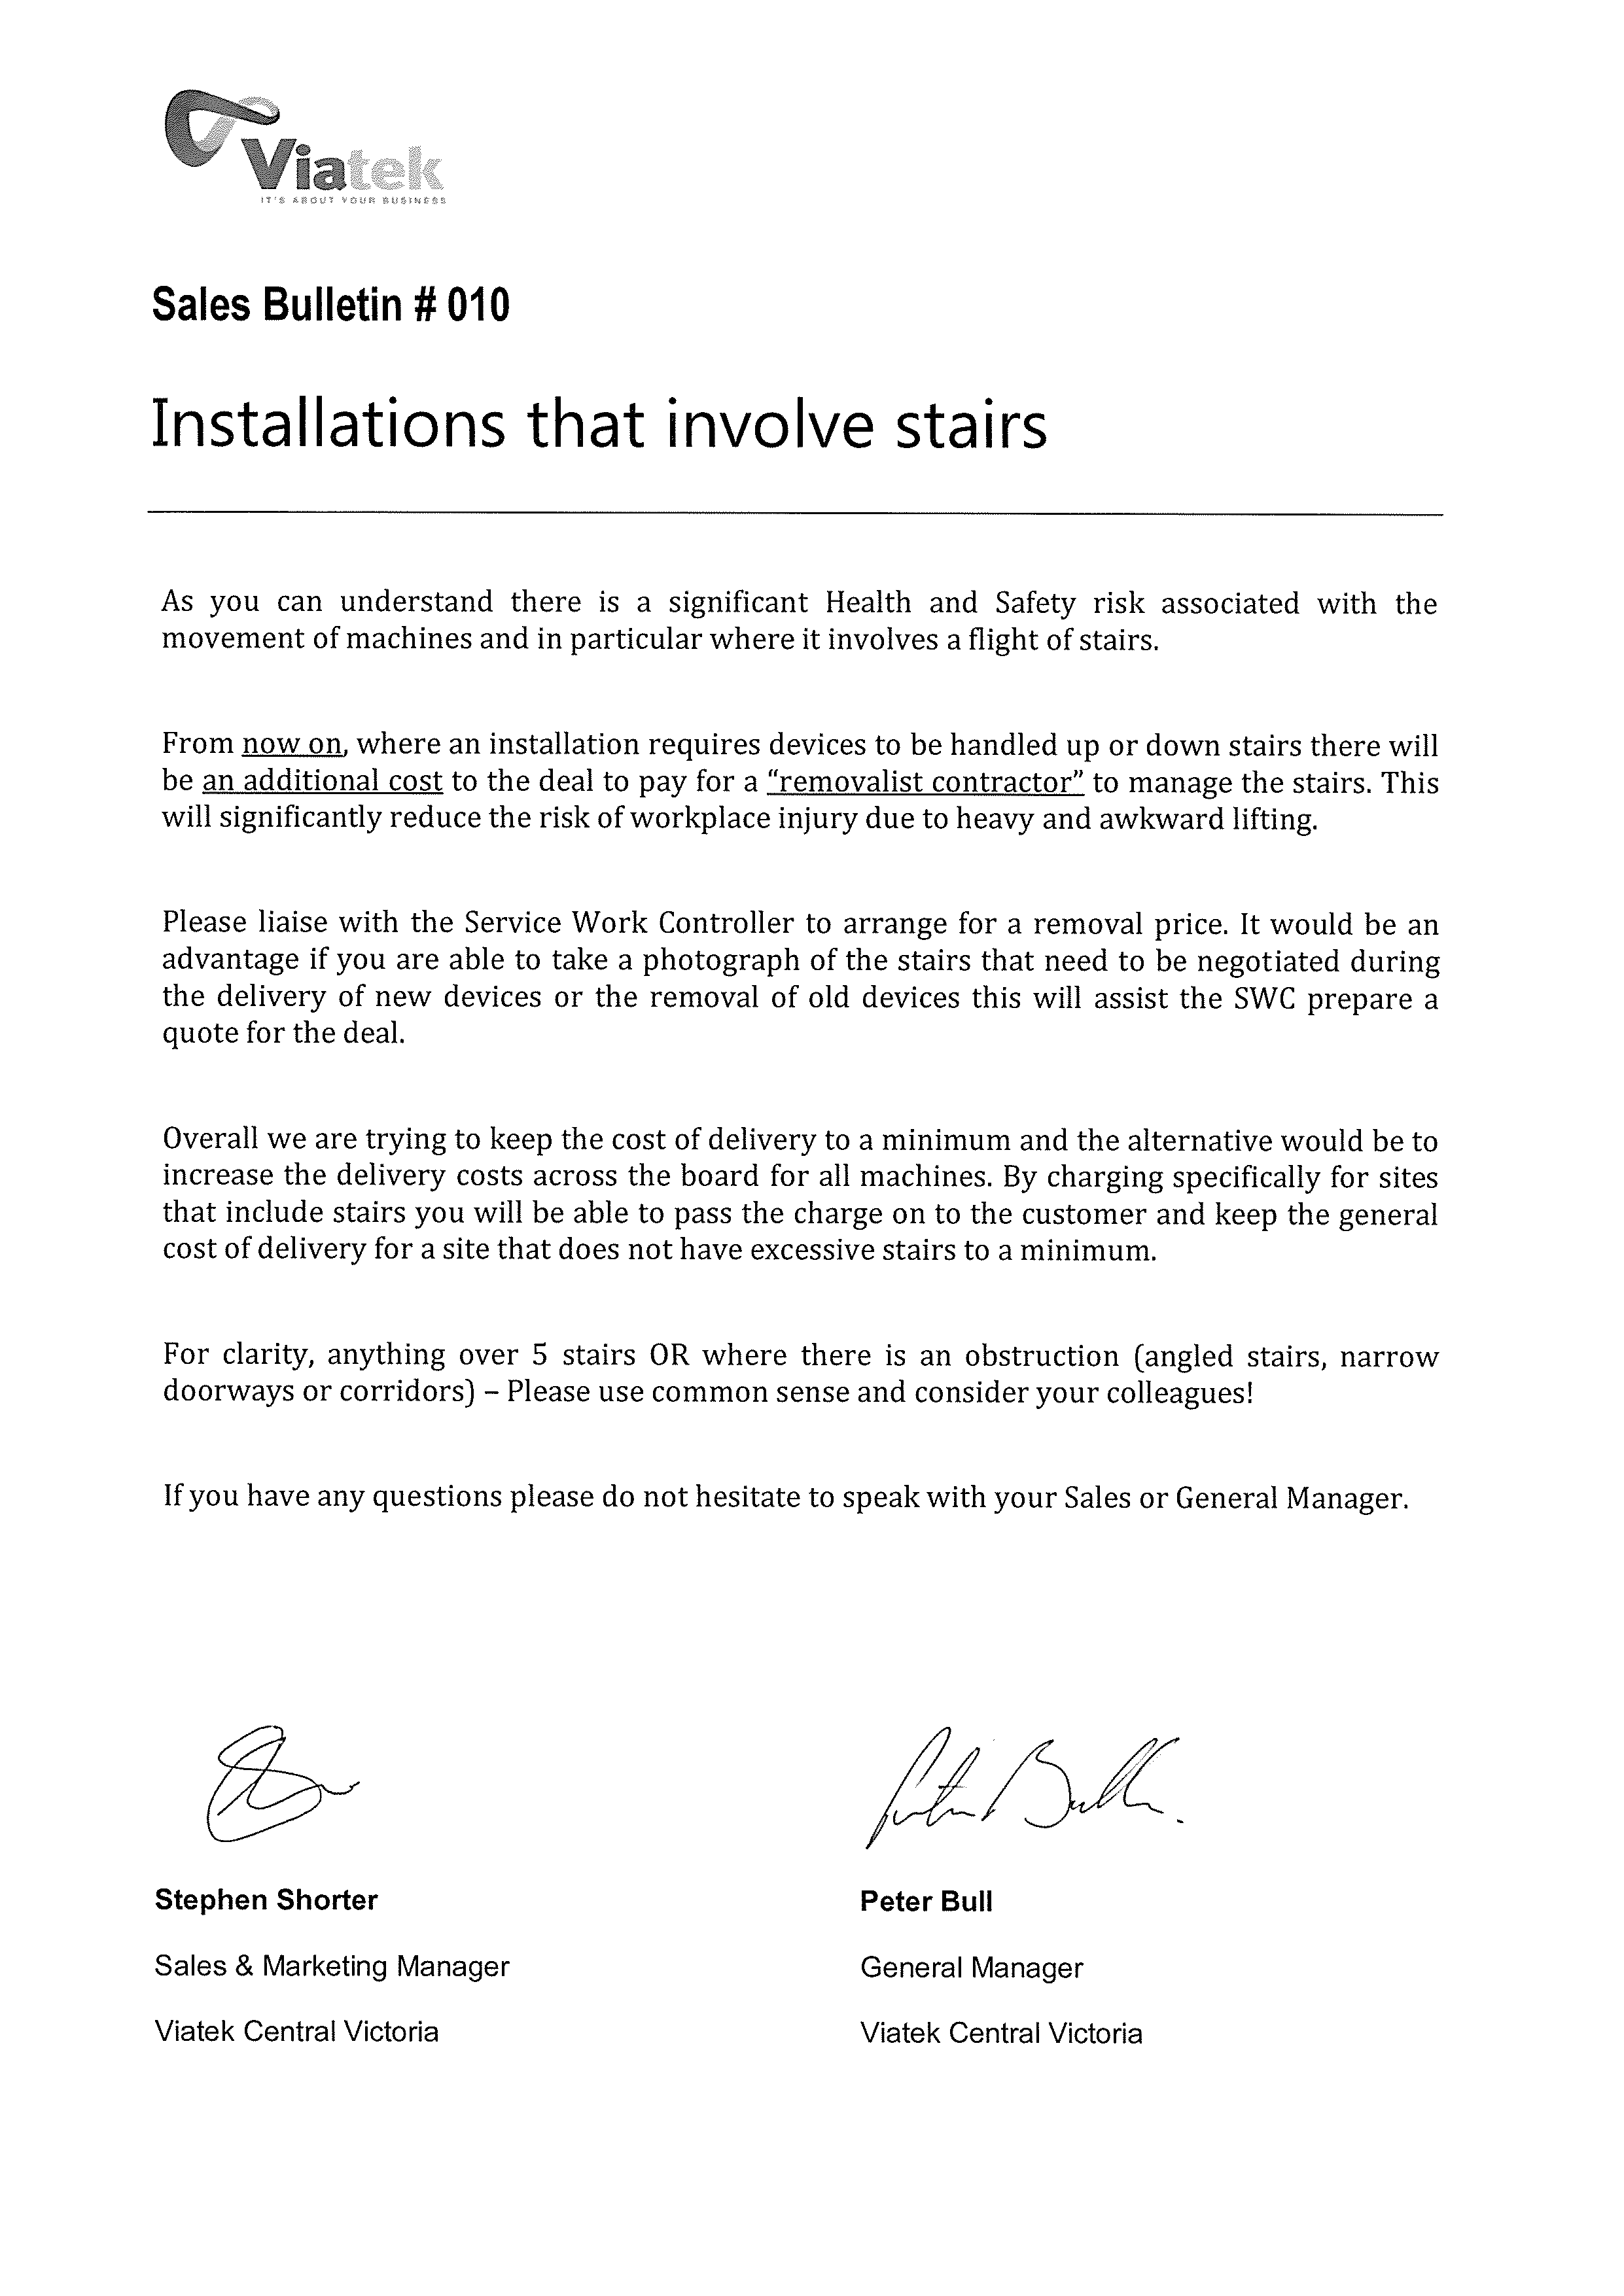 Viatek
IT'S ABOUT YOUR BUSINESS
Sales Bulletin # 010
Installations that involve stairs
As you can understand there is a significant Health and Safety risk associated with the
movement of machines and in particular where it involves a flight of stairs.
From now on, where an installation requires devices to be handled up or down stairs there will
be an additional cost to the deal to pay for a “removalist contractor” to manage the stairs. This
will significantly reduce the risk of workplace injury due to heavy and awkward lifting.
Please liaise with the Service Work Controller to arrange for a removal price. It would be an
advantage if you are able to take a photograph of the stairs that need to be negotiated during
the delivery of new devices or the removal of old devices this will assist the SWC prepare a
quote for the deal.
Overall we are trying to keep the cost of delivery to a minimum and the alternative would be to
increase the delivery costs across the board for all machines. By charging specifically for sites
that include stairs you will be able to pass the charge on to the customer and keep the general
cost of delivery for a site that does not have excessive stairs to a minimum.
For clarity, anything over 5 stairs OR where there is an obstruction (angled stairs, narrow
doorways or corridors) – Please use common sense and consider your colleagues!
If you have any questions please do not hesitate to speak with your Sales or General Manager.
Peter Bull.
Stephen Shorter
Peter Bull
Sales & Marketing Manager
General Manager
Viatek Central Victoria
Viatek Central Victoria